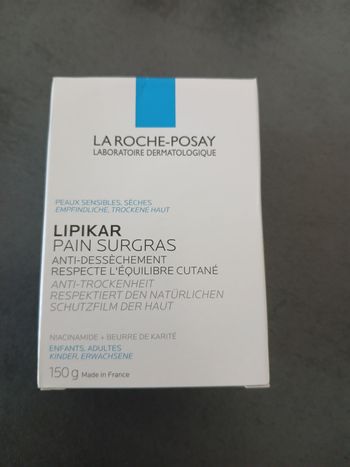 LA ROCHE-POSAY
LABORATOIRE DERMATOLOGIQUE
PEAUX SENSIBLES, SÈCHES
EMPFINDLICHE, TROCKENE HAUT
LIPIKAR
PAIN SURGRAS
ANTI-DESSÈCHEMENT
RESPECTE L'ÉQUILIBRE CUTANÉ
ANTI-TROCKENHEIT
RESPEKTIERT DEN NATÜRLICHEN
SCHUTZFILM DER HAUT
NIACINAMIDE + BEURRE DE KARITÉ
ENFANTS, ADULTES
KINDER, ERWACHSENE
150g Made in France